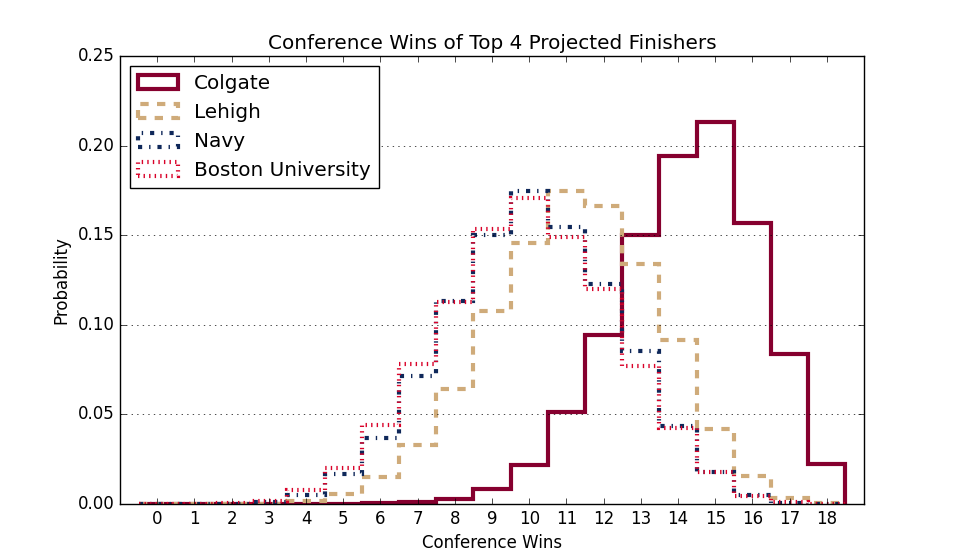 Conference Wins of Top 4 Projected Finishers
0.25
0.20
0.15
0.10
0.05
0.00
Probability
Colgate
Lehigh
Navy
Boston University
0 1 2 3 4 5 6 7 8 9 10 11 12 13 14 15 16 17 18
Conference Wins